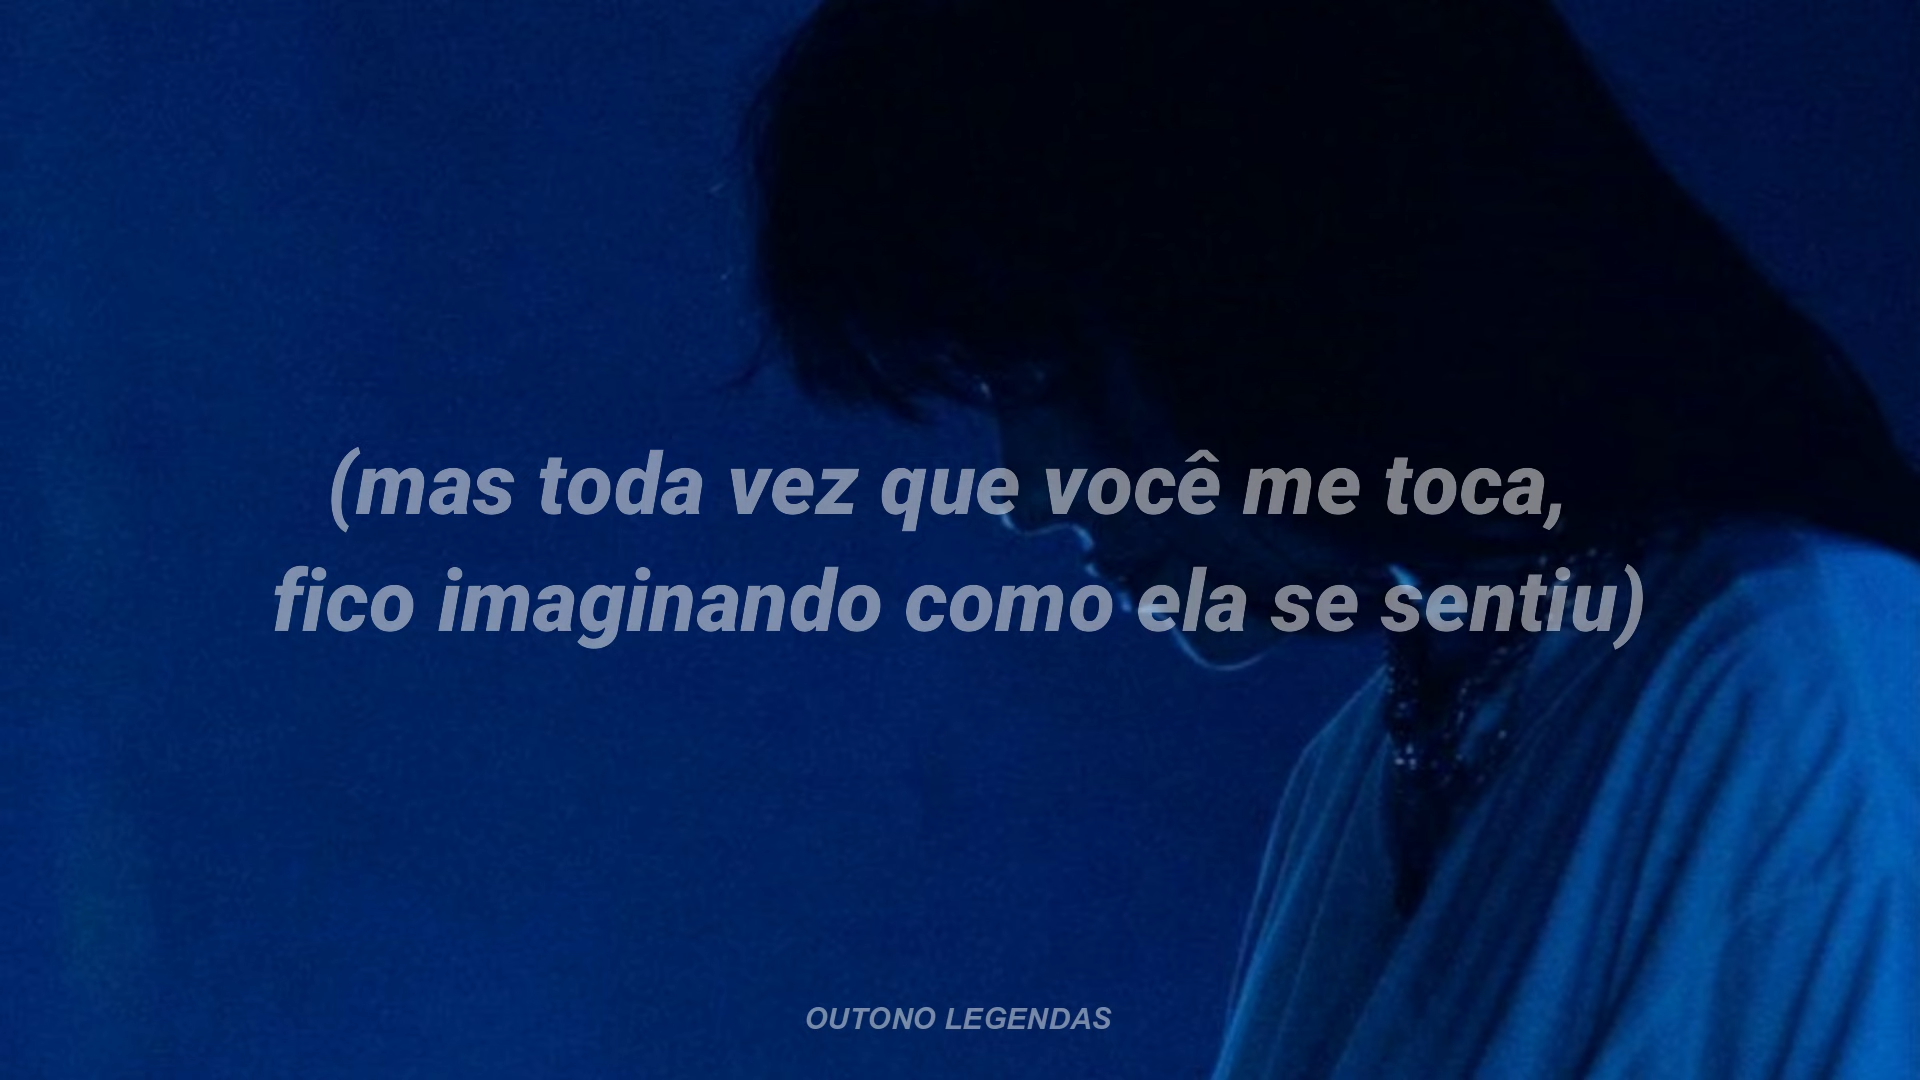 (mas toda vez que você me toca,
fico imaginando como ela se sentiu)
OUTONO LEGENDAS